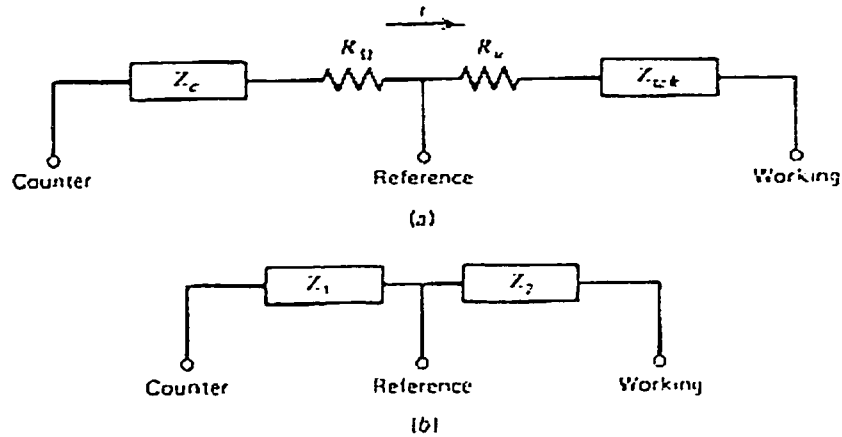 i
R_Ω R_u
Z_c Z_wk
Counter Reference Working
(a)
Z_1 Z_2
Counter Reference Working
(b)